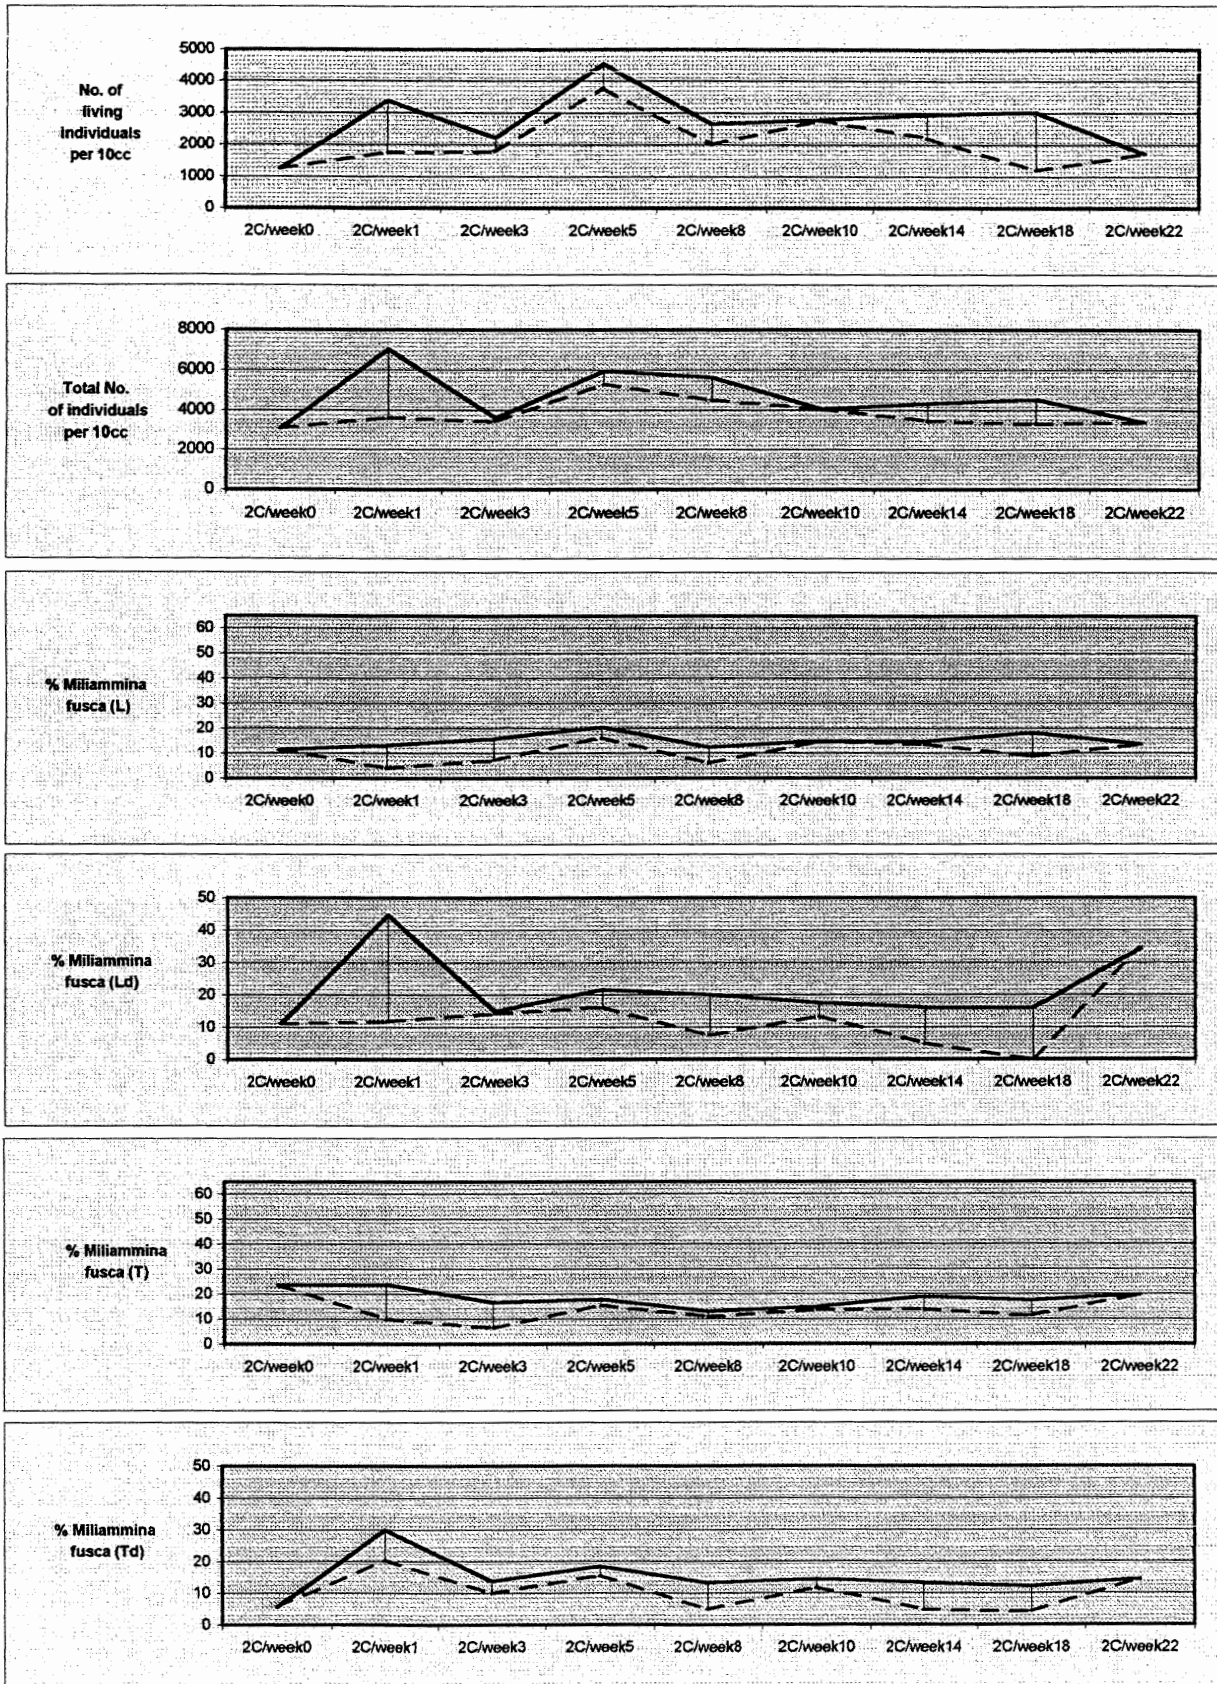 5000
4000
3000
2000
1000
0
No. of
living
individuals
per 10cc
2C/week0 2C/week1 2C/week3 2C/week5 2C/week8 2C/week10 2C/week14 2C/week18 2C/week22
8000
6000
4000
2000
0
Total No.
of individuals
per 10cc
2C/week0 2C/week1 2C/week3 2C/week5 2C/week8 2C/week10 2C/week14 2C/week18 2C/week22
60
50
40
30
20
10
0
% Miliammina
fusca (L)
2C/week0 2C/week1 2C/week3 2C/week5 2C/week8 2C/week10 2C/week14 2C/week18 2C/week22
50
40
30
20
10
0
% Miliammina
fusca (Ld)
2C/week0 2C/week1 2C/week3 2C/week5 2C/week8 2C/week10 2C/week14 2C/week18 2C/week22
60
50
40
30
20
10
0
% Miliammina
fusca (T)
2C/week0 2C/week1 2C/week3 2C/week5 2C/week8 2C/week10 2C/week14 2C/week18 2C/week22
50
40
30
20
10
0
% Miliammina
fusca (Td)
2C/week0 2C/week1 2C/week3 2C/week5 2C/week8 2C/week10 2C/week14 2C/week18 2C/week22